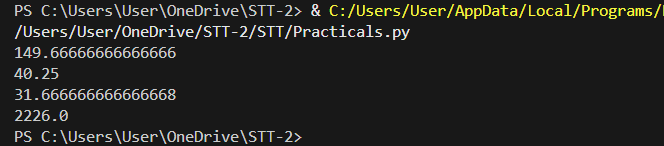 PS C:\Users\User\OneDrive\STT-2> & C:/Users/User/AppData/Local/Programs/
/Users/User/OneDrive/STT-2/STT/Practicals.py
149.66666666666666
40.25
31.666666666666668
2226.0
PS C:\Users\User\OneDrive\STT-2>